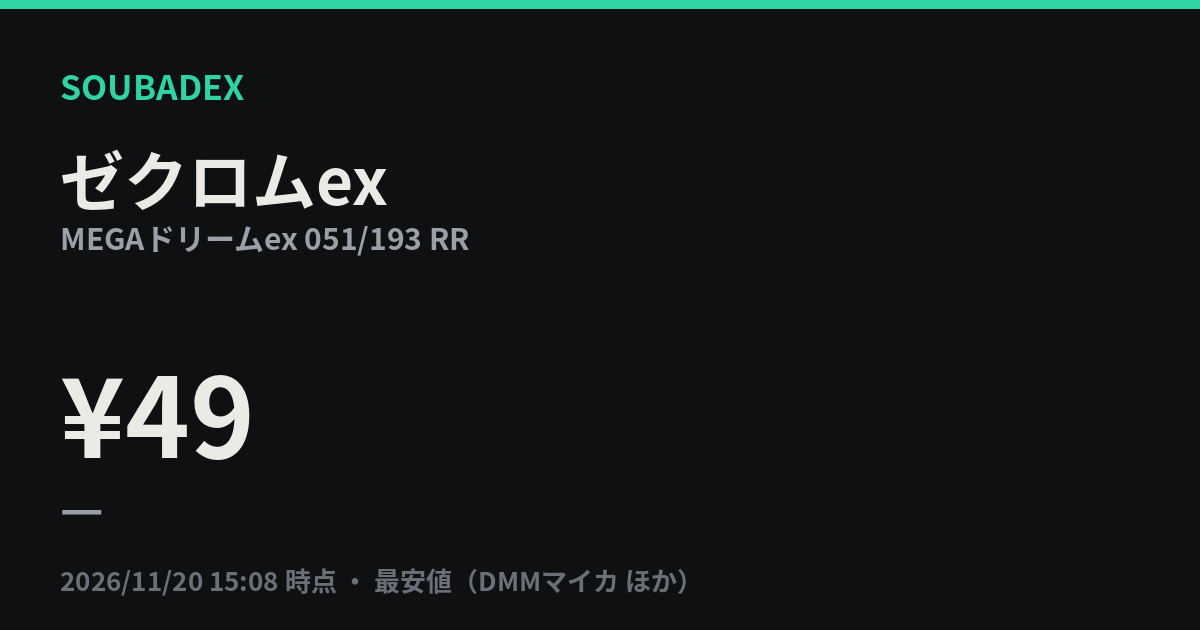 SOUBADEX
ゼクロムex
MEGAドリームex 051/193 RR
¥49
—
2026/11/20 15:08 時点 ・ 最安値（DMMマイカ ほか）